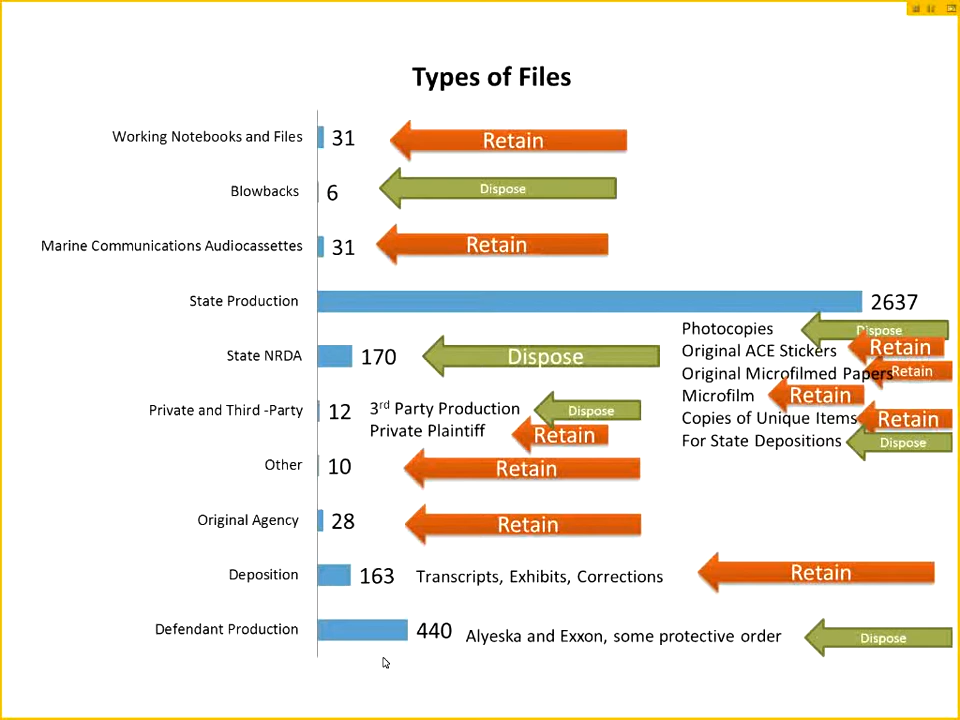 Types of Files
Working Notebooks and Files 31 Retain
Blowbacks 6 Dispose
Marine Communications Audiocassettes 31 Retain
State Production 2637
Photocopies Dispose
Original ACE Stickers Retain
Original Microfilmed Papers Retain
Microfilm Retain
Copies of Unique Items Retain
For State Depositions Dispose
State NRDA 170 Dispose
Private and Third -Party 12
3rd Party Production Dispose
Private Plaintiff Retain
Other 10 Retain
Original Agency 28 Retain
Deposition 163 Transcripts, Exhibits, Corrections Retain
Defendant Production 440 Alyeska and Exxon, some protective order Dispose